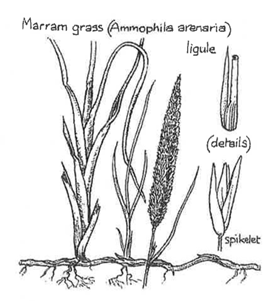 Marram grass (Ammophila arenaria)
ligule
(details)
spikelet